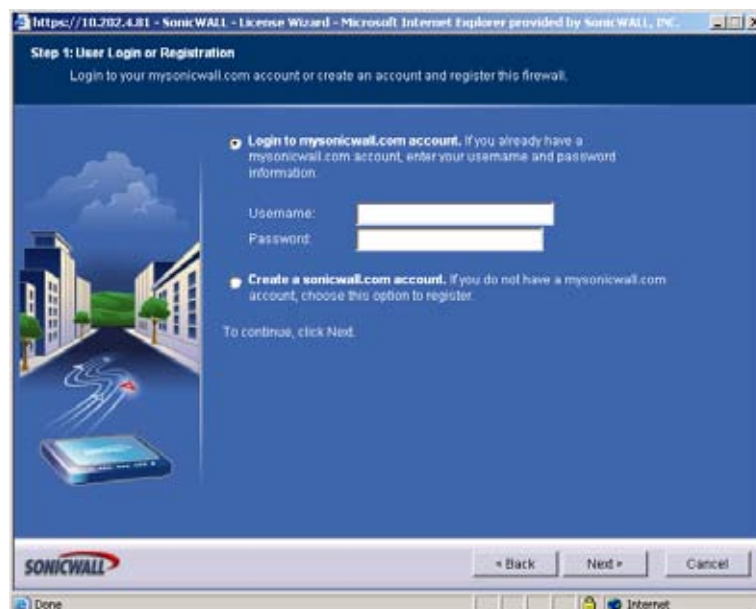 https://10.202.4.81 - SonicWALL - License Wizard - Microsoft Internet Explorer provided by SonicWALL, INC.
Step 1: User Login or Registration
Login to your mysonicwall.com account or create an account and register this firewall.
Login to mysonicwall.com account. If you already have a
mysonicwall.com account, enter your username and password
information.
Username:
Password:
Create a sonicwall.com account. If you do not have a mysonicwall.com
account, choose this option to register.
To continue, click Next.
SONICWALL
< Back
Next >
Cancel
Done
Internet